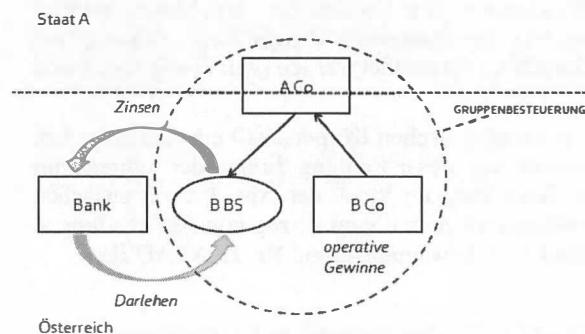 Staat A
A Co
Zinsen
GRUPPENBESTEUERUNG
Bank
B BS
B Co
operative
Gewinne
Darlehen
Österreich